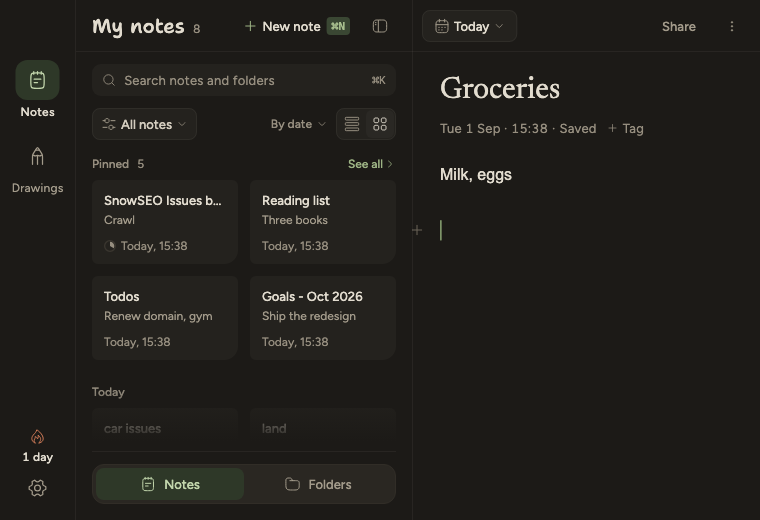 My notes 8
+ New note ⌘N
Today
Share
Notes
Drawings
Search notes and folders ⌘K
All notes
By date
Pinned 5
See all
SnowSEO Issues b...
Crawl
Today, 15:38
Reading list
Three books
Today, 15:38
Todos
Renew domain, gym
Today, 15:38
Goals - Oct 2026
Ship the redesign
Today, 15:38
Today
car issues
land
1 day
Notes
Folders
Groceries
Tue 1 Sep · 15:38 · Saved + Tag
Milk, eggs